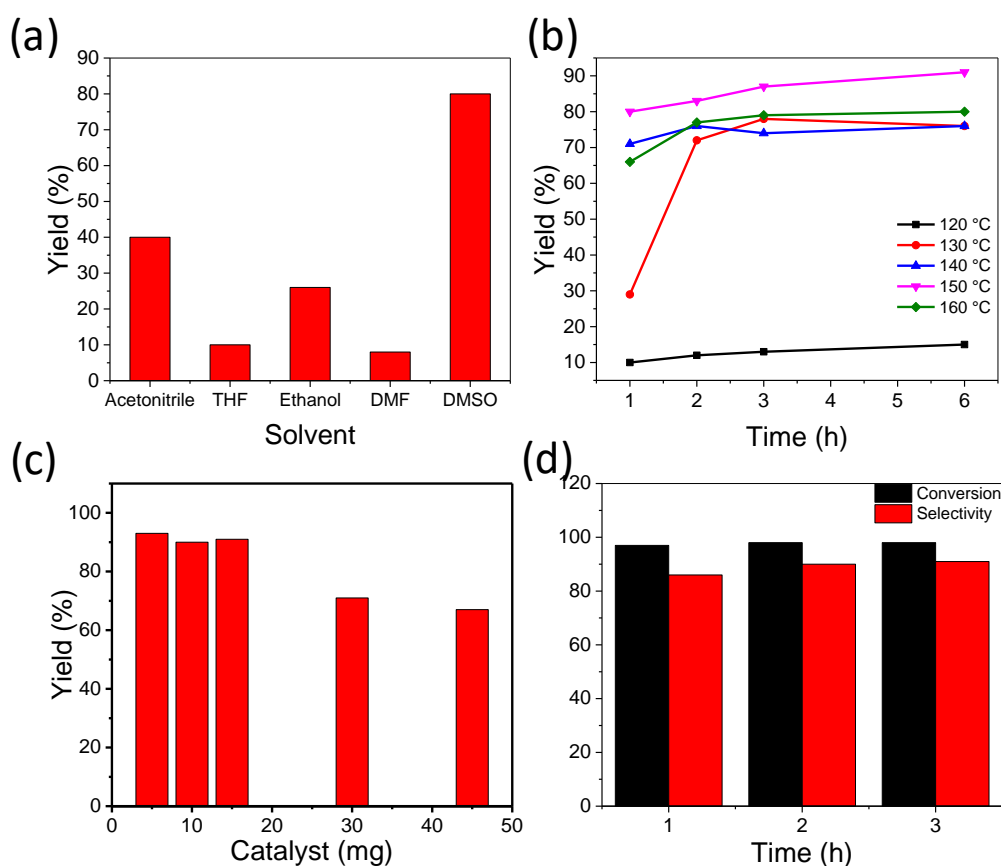 (a)
90
80
70
60
50
40
30
20
10
0
Yield (%)
Acetonitrile THF Ethanol DMF DMSO
Solvent
(b)
90
80
70
60
50
40
30
20
10
Yield (%)
120 °C
130 °C
140 °C
150 °C
160 °C
1 2 3 4 5 6
Time (h)
(c)
100
80
60
40
20
0
Yield (%)
0 10 20 30 40 50
Catalyst (mg)
(d)
120
100
80
60
40
20
0
Conversion
Selectivity
1 2 3
Time (h)